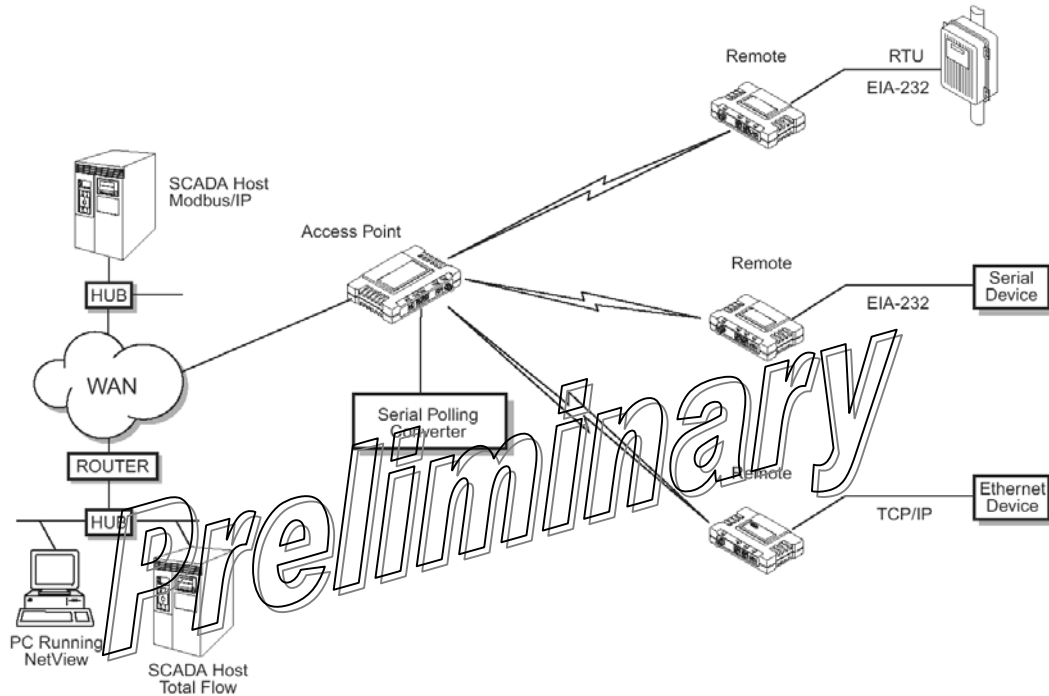 Remote
RTU
EIA-232
SCADA Host
Modbus/IP
Access Point
HUB
Remote
EIA-232
Serial
Device
WAN
Serial Polling
Converter
ROUTER
Remote
TCP/IP
Ethernet
Device
HUB
PC Running
NetView
SCADA Host
Total Flow
Preliminary